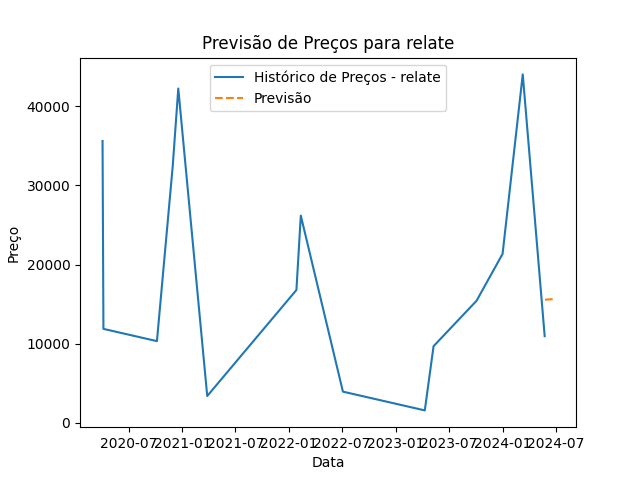 Previsão de Preços para relate
Histórico de Preços - relate
Previsão
Preço
40000
30000
20000
10000
0
2020-07 2021-01 2021-07 2022-01 2022-07 2023-01 2023-07 2024-01 2024-07
Data